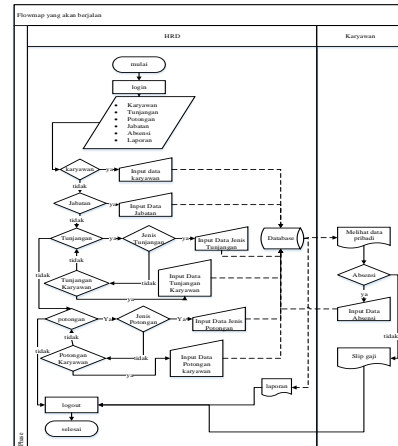 Flowmap yang akan berjalan
HRD
Karyawan
mulai
login
Karyawan
Tunjangan
Potongan
Jabatan
Absensi
Laporan
karyawan
ya
Input data
karyawan
tidak
Jabatan
ya
Input Data
Jabatan
tidak
Tunjangan
ya
Jenis
Tunjangan
ya
Input Data Jenis
Tunjangan
Database
Melihat data
pribadi
tidak
tidak
tidak
Tunjangan
Karyawan
ya
Input Data
Tunjangan
Karyawan
Absensi
ya
Input Data
Absensi
tidak
tidak
potongan
Ya
Jenis
Potongan
ya
Input Data Jenis
Potongan
tidak
tidak
tidak
Potongan
Karyawan
ya
Input Data
Potongan
karyawan
Slip gaji
tidak
laporan
logout
selesai
Phase